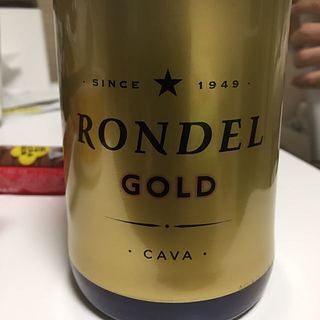 · SINCE ★ 1949 ·
RONDEL
GOLD
· CAVA ·